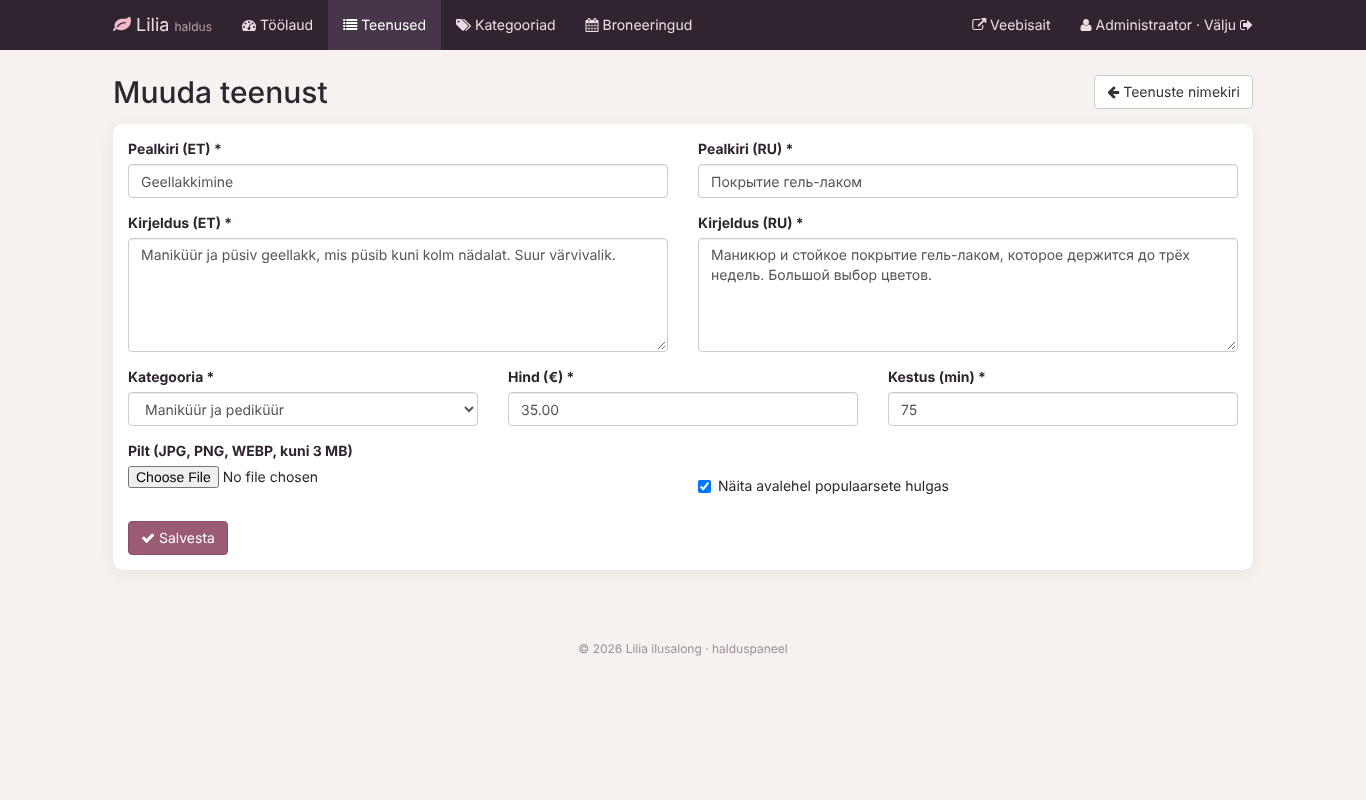 Lilia haldus Töölaud Teenused Kategooriad Broneeringud Veebisait Administraator · Välju
Muuda teenust Teenuste nimekiri
Pealkiri (ET) * Pealkiri (RU) *
Geellakkimine Покрытие гель-лаком
Kirjeldus (ET) * Kirjeldus (RU) *
Maniküür ja püsiv geellakk, mis püsib kuni kolm nädalat. Suur värvivalik.
Маникюр и стойкое покрытие гель-лаком, которое держится до трёх
недель. Большой выбор цветов.
Kategooria * Hind (€) * Kestus (min) *
Maniküür ja pediküür 35.00 75
Pilt (JPG, PNG, WEBP, kuni 3 MB)
Choose File No file chosen
Näita avalehel populaarsete hulgas
Salvesta
© 2026 Lilia ilusalong · halduspaneel